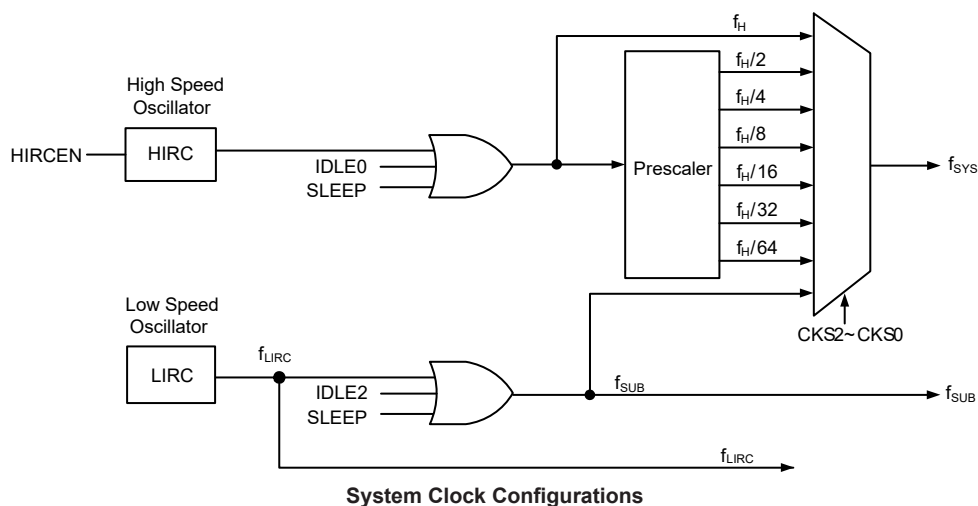 f_H
High Speed
Oscillator
f_H/2
f_H/4
f_H/8
f_H/16
f_H/32
f_H/64
HIRCEN
HIRC
IDLE0
SLEEP
Prescaler
f_SYS
CKS2~CKS0
Low Speed
Oscillator
LIRC
f_LIRC
IDLE2
SLEEP
f_SUB
f_SUB
f_LIRC
System Clock Configurations